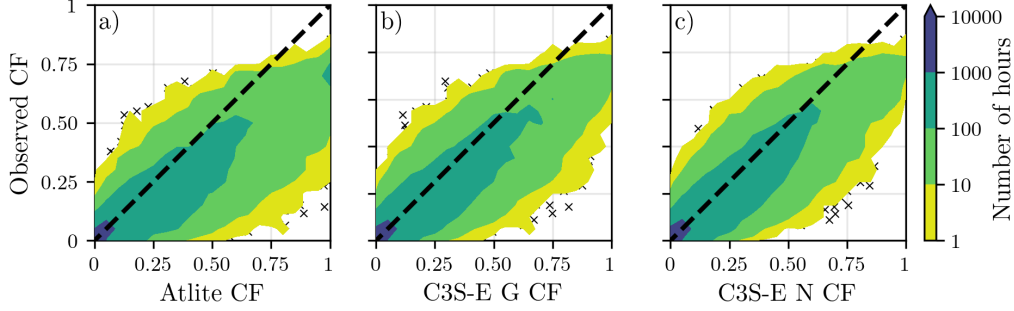 a)
b)
c)
1
0.75
0.50
0.25
0
Observed CF
0 0.25 0.50 0.75 1
Atlite CF
0 0.25 0.50 0.75 1
C3S-E G CF
0 0.25 0.50 0.75 1
C3S-E N CF
10000
1000
100
10
1
Number of hours